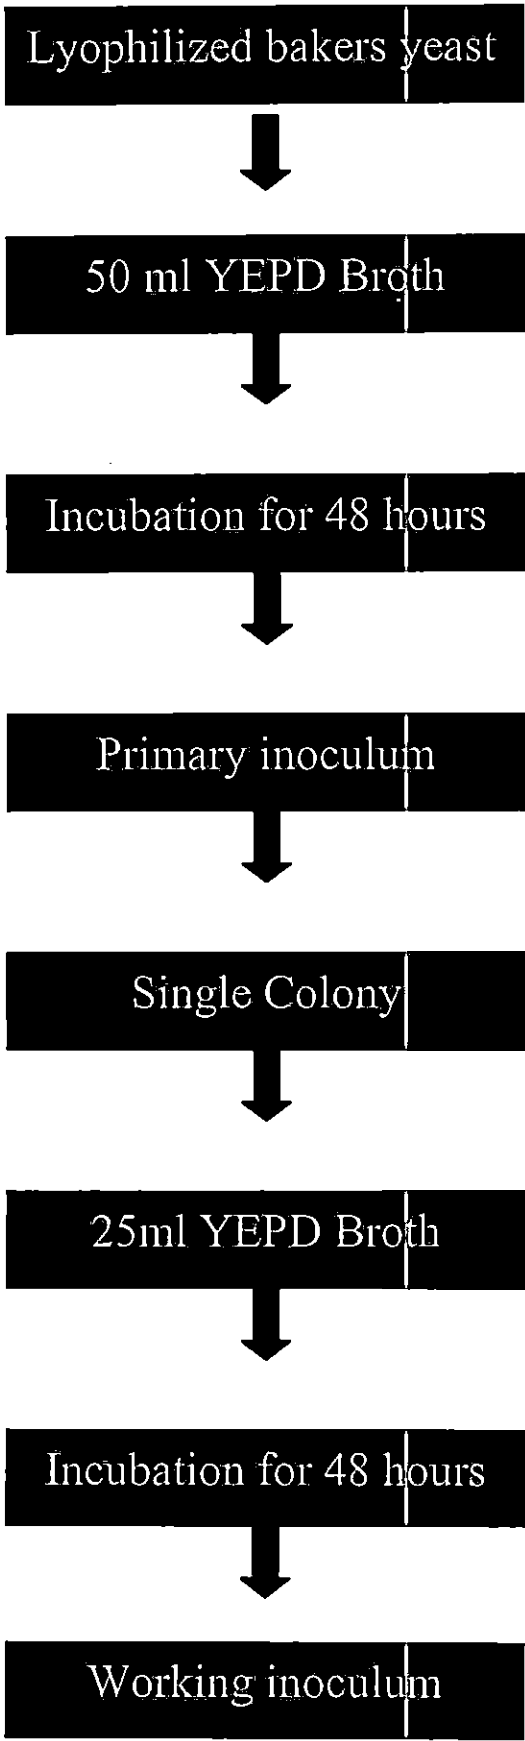 Lyophilized bakers yeast
50 ml YEPD Broth
Incubation for 48 hours
Primary inoculum
Single Colony
25ml YEPD Broth
Incubation for 48 hours
Working inoculum